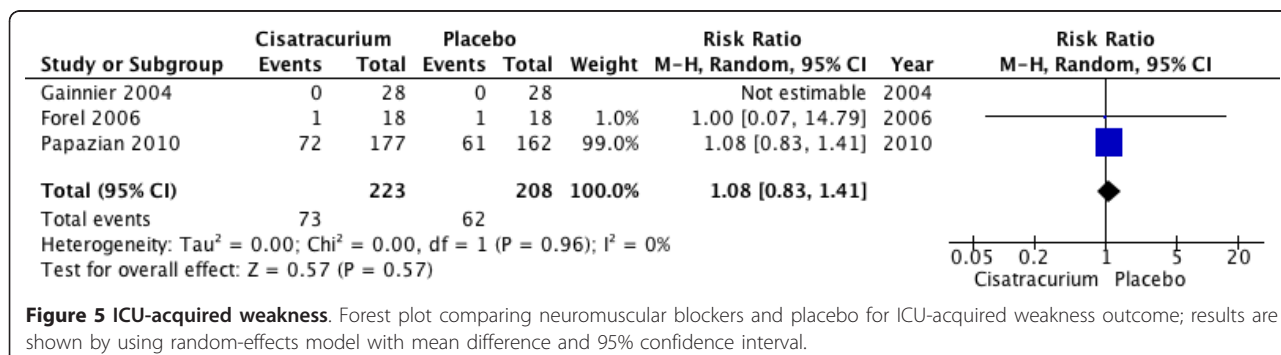 Cisatracurium Placebo Risk Ratio Risk Ratio
Study or Subgroup Events Total Events Total Weight M-H, Random, 95% CI Year M-H, Random, 95% CI
Gainnier 2004 0 28 0 28 Not estimable 2004
Forel 2006 1 18 1 18 1.0% 1.00 [0.07, 14.79] 2006
Papazian 2010 72 177 61 162 99.0% 1.08 [0.83, 1.41] 2010
Total (95% CI) 223 208 100.0% 1.08 [0.83, 1.41]
Total events 73 62
Heterogeneity: Tau² = 0.00; Chi² = 0.00, df = 1 (P = 0.96); I² = 0%
Test for overall effect: Z = 0.57 (P = 0.57)
0.05 0.2 1 5 20
Cisatracurium Placebo
Figure 5 ICU-acquired weakness. Forest plot comparing neuromuscular blockers and placebo for ICU-acquired weakness outcome; results are
shown by using random-effects model with mean difference and 95% confidence interval.